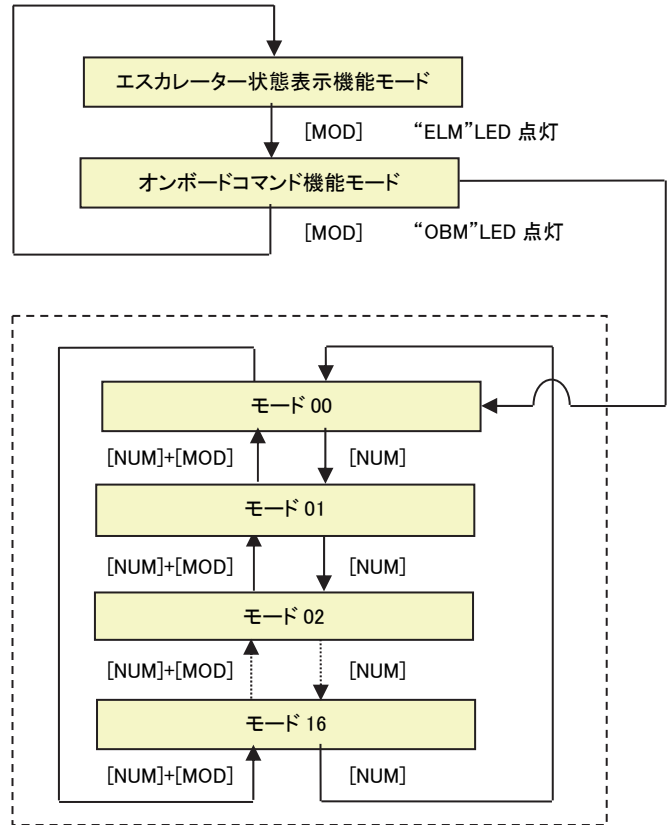 エスカレーター状態表示機能モード
[MOD] “ELM”LED 点灯
オンボードコマンド機能モード
[MOD] “OBM”LED 点灯
モード 00
[NUM]+[MOD] [NUM]
モード 01
[NUM]+[MOD] [NUM]
モード 02
[NUM]+[MOD] [NUM]
モード 16
[NUM]+[MOD] [NUM]